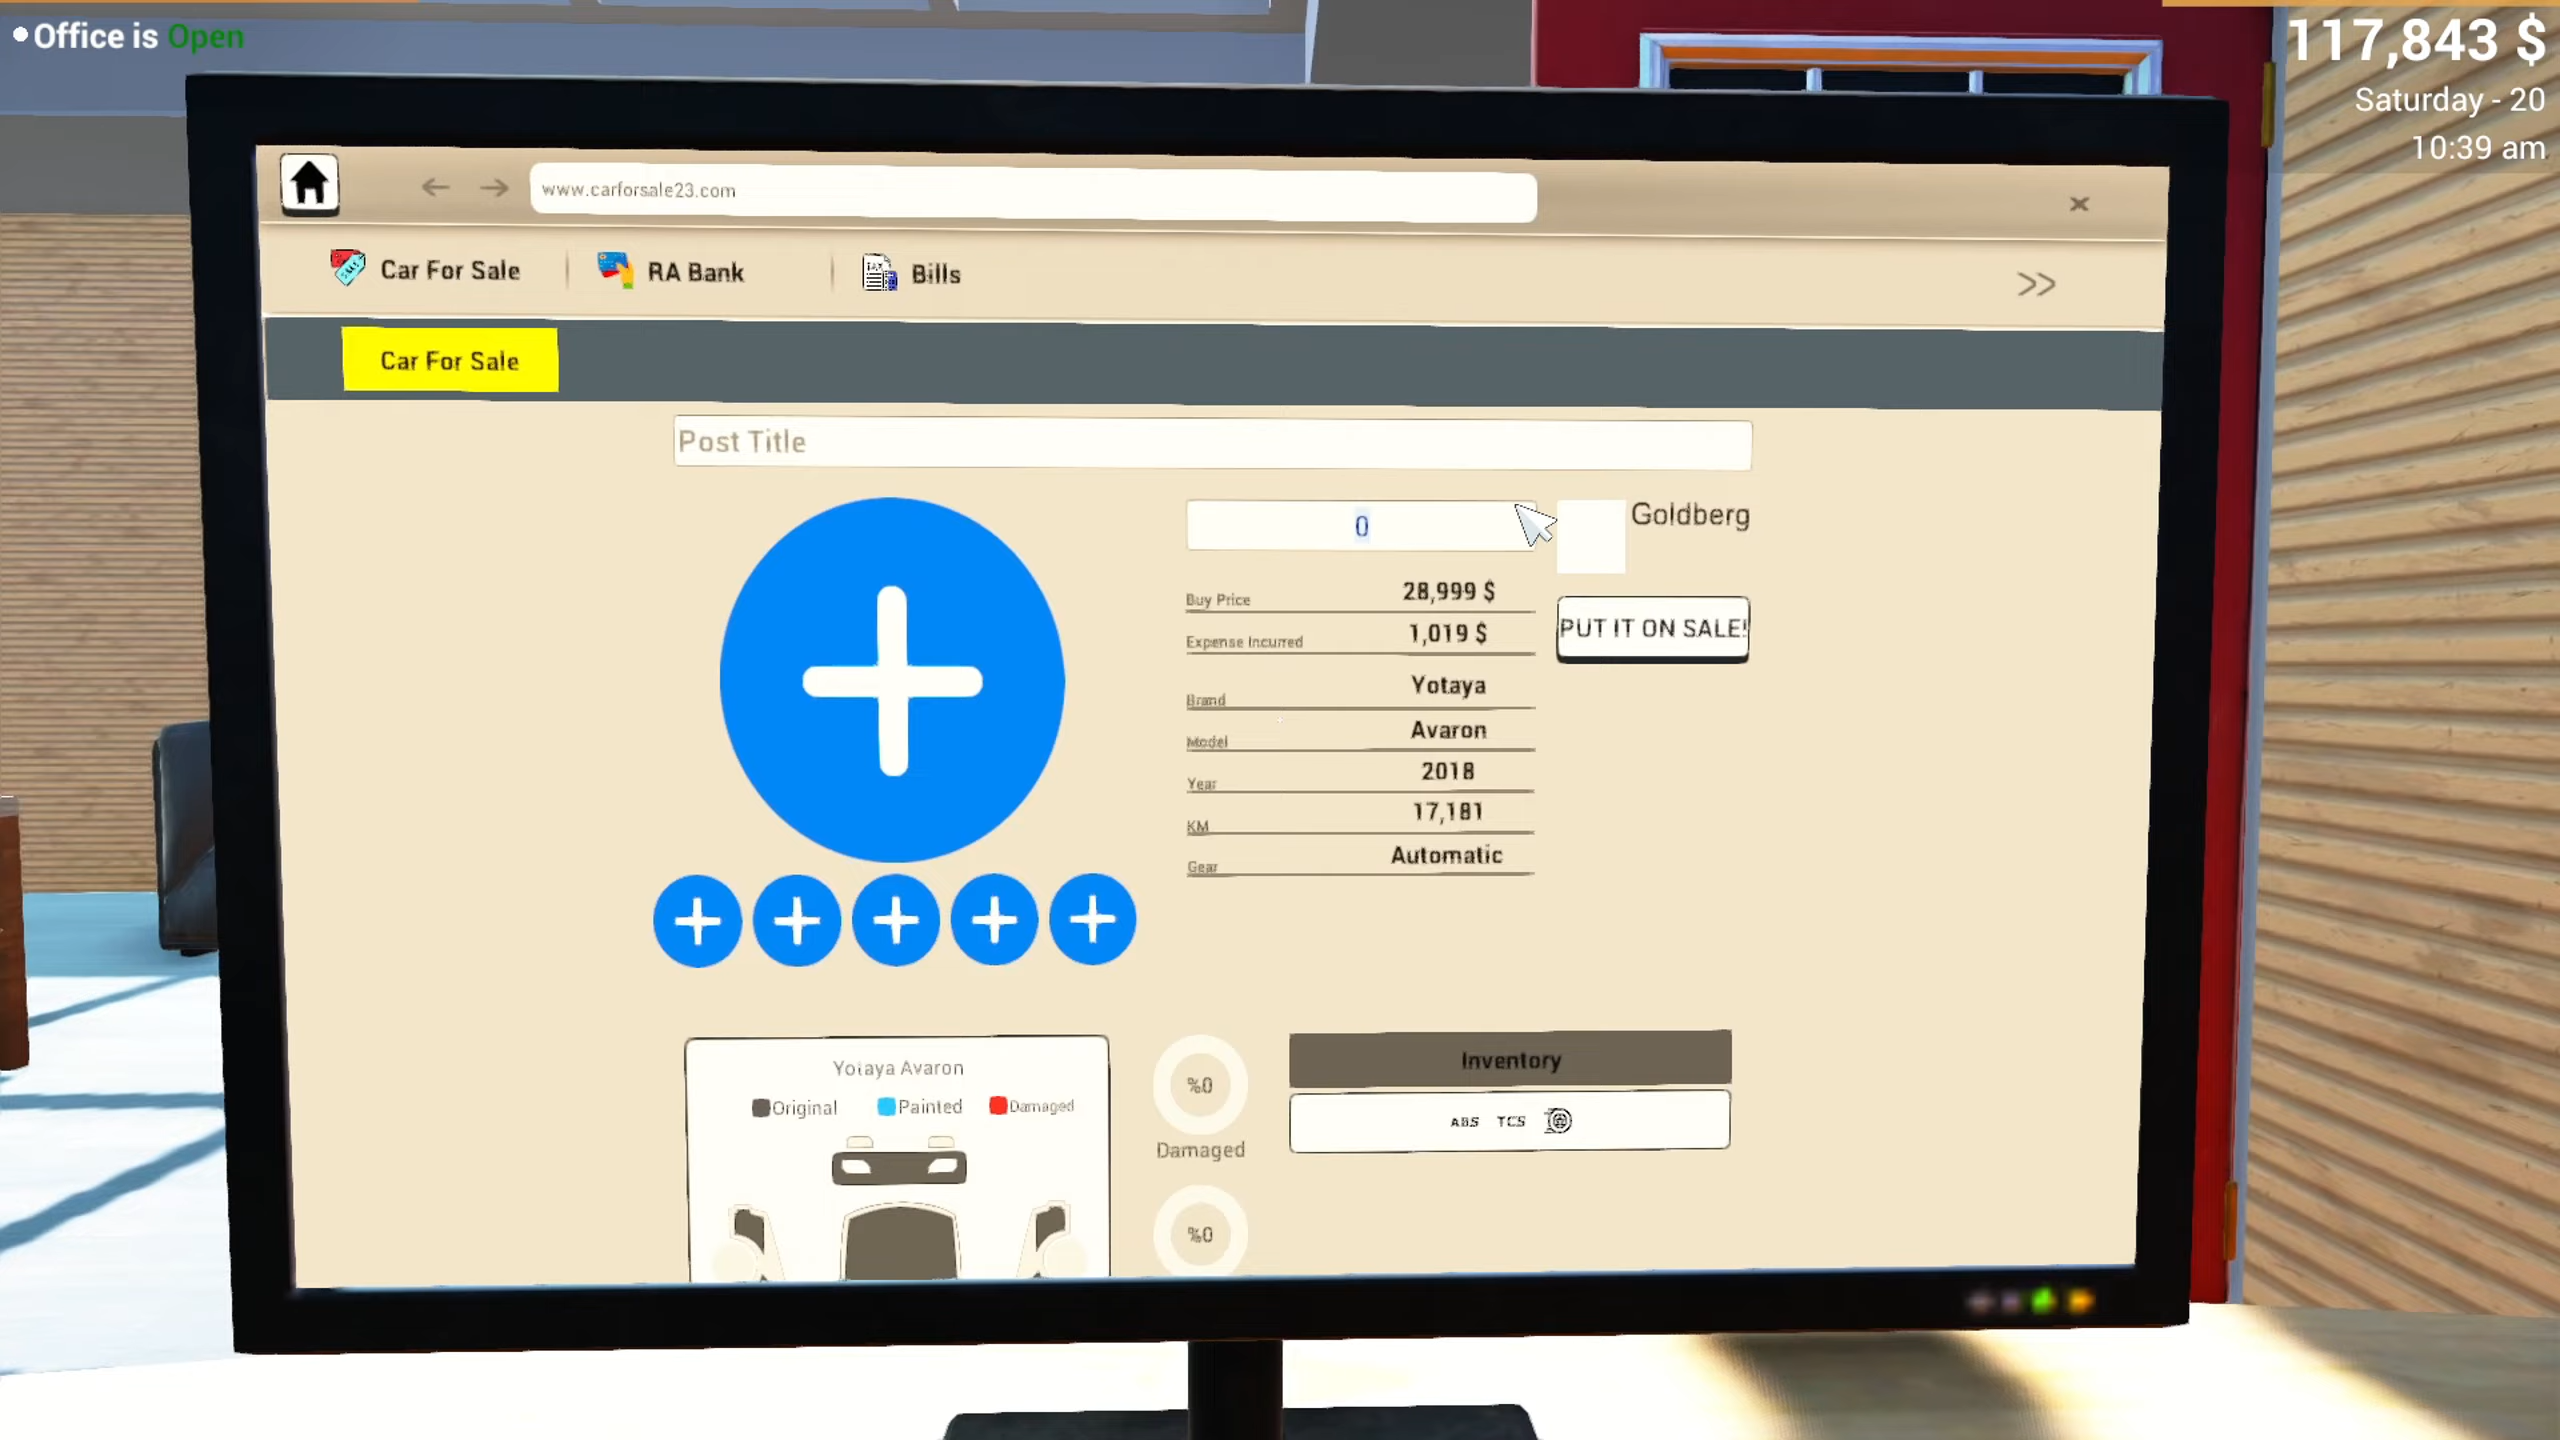 Office is Open
117,843 $
Saturday - 20
10:39 am
www.carforsale23.com
×
Car For Sale
RA Bank
Bills
>>
Car For Sale
Post Title
0
Goldberg
Buy Price 28,999 $
PUT IT ON SALE!
Expense Incurred 1,019 $
Brand Yotaya
Model Avaron
Year 2018
KM 17,181
Gear Automatic
Yotaya Avaron
Original Painted Damaged
%0
Damaged
%0
Inventory
ABS TCS